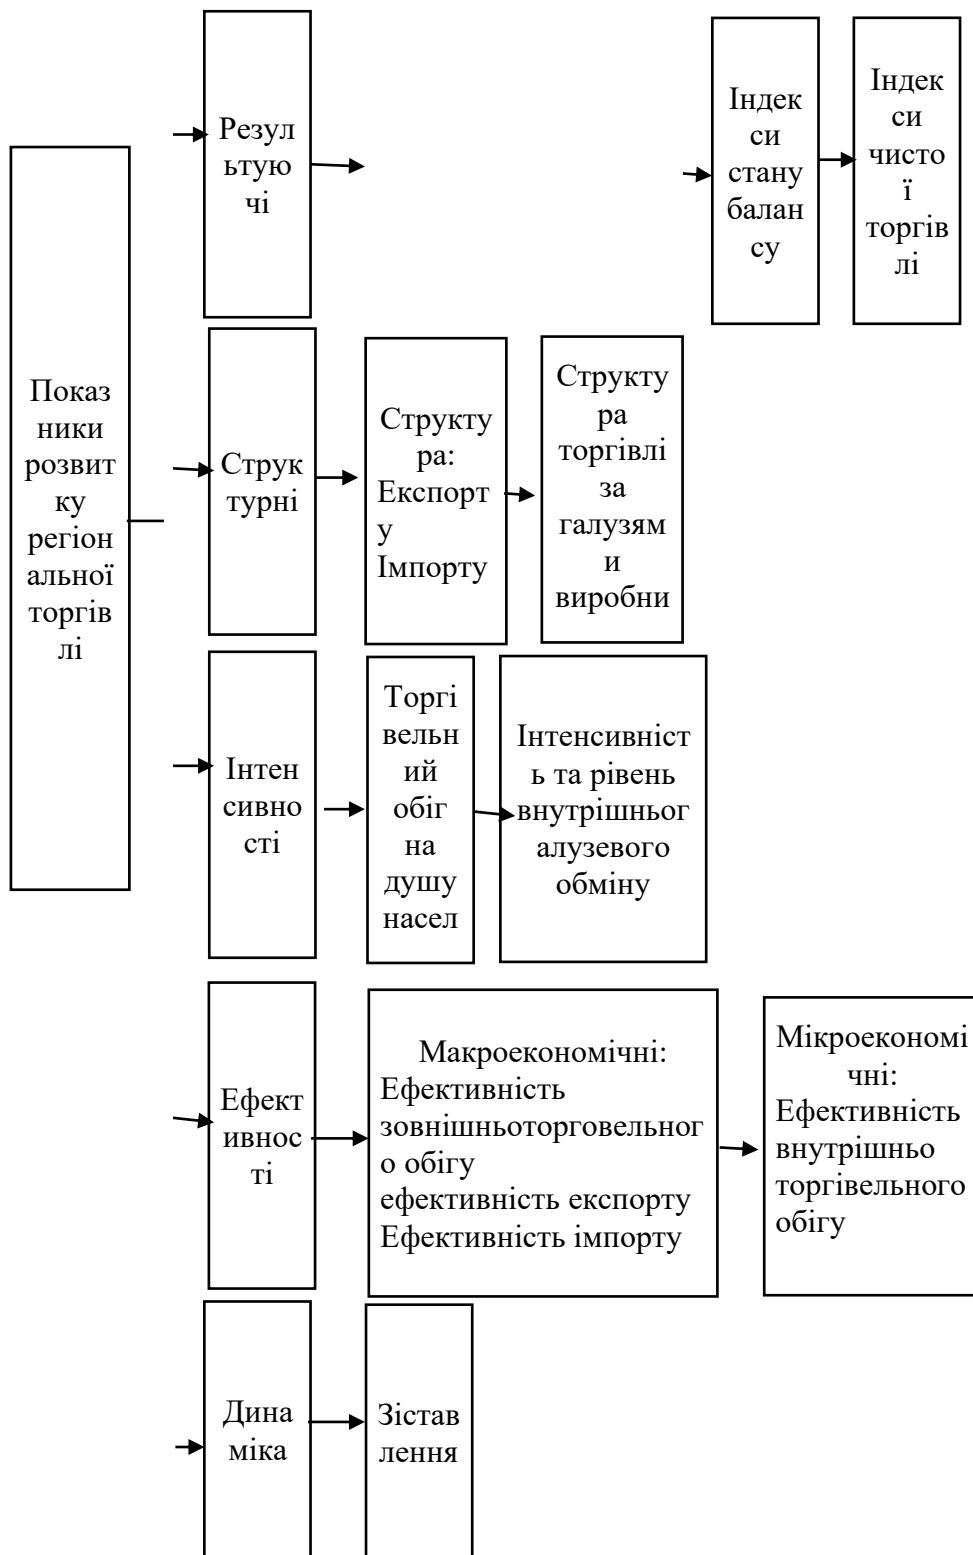 Показ
ники
розвит
ку
регіон
альної
торгів
лі
Резул
ьтую
чі
Індек
си
стану
балан
су
Індек
си
чисто
ї
торгів
лі
Струк
турні
Структу
ра:
Експорт
у
Імпорту
Структу
ра
торгівлі
за
галузям
и
виробни
Інтен
сивно
сті
Торгі
вельн
ий
обіг
на
душу
насел
Інтенсивніст
ь та рівень
внутрішньог
алузевого
обміну
Ефект
ивнос
ті
Макроекономічні:
Ефективність
зовнішньоторговельног
о обігу
ефективність експорту
Ефективність імпорту
Мікроекономі
чні:
Ефективність
внутрішньо
торгівельного
обігу
Дина
міка
Зістав
лення